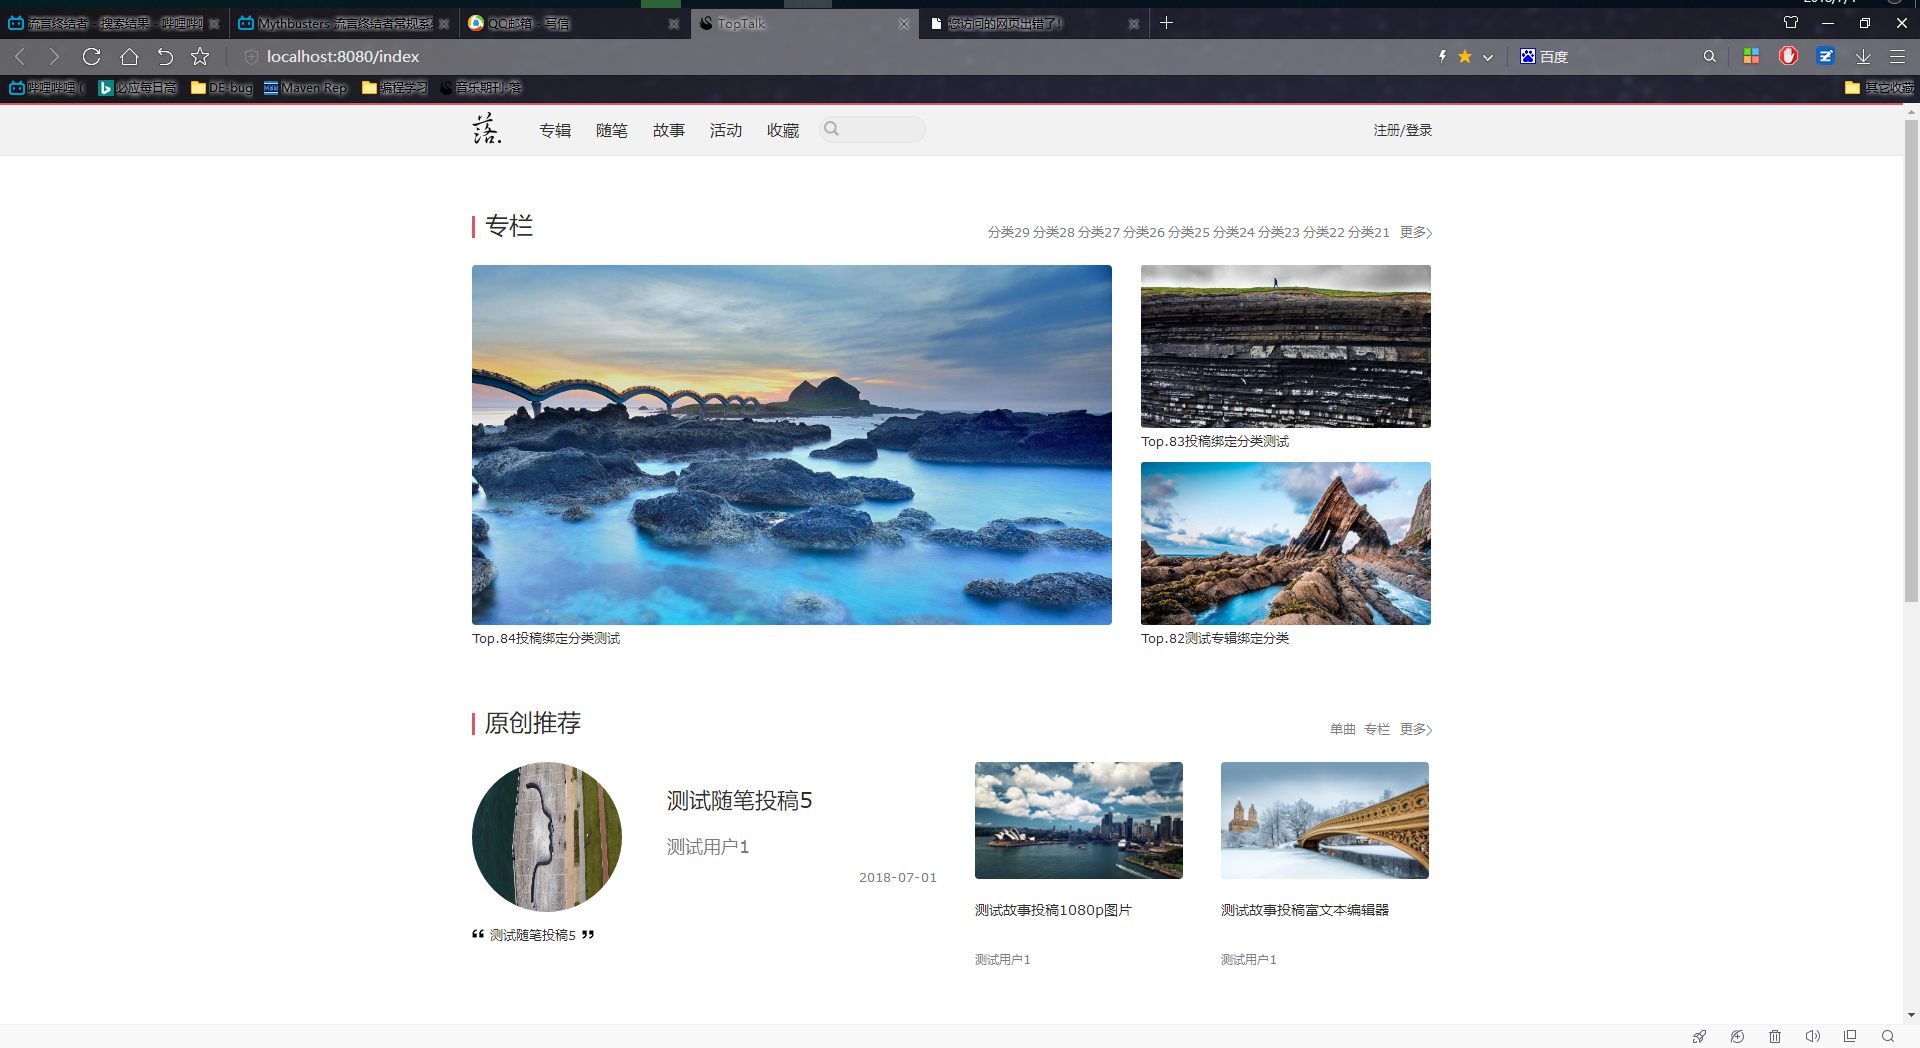 流言终结者 - 搜索结果 - 哔哩哔
Mythbusters 流言终结者常规系
QQ邮箱 - 写信
TopTalk
您访问的网页出错了!
localhost:8080/index
百度
哔哩哔哩 (
必应每日高
DE-bug
Maven Rep
编程学习
音乐期刊-落
其它收藏
落.
专辑 随笔 故事 活动 收藏
注册/登录
专栏
分类29 分类28 分类27 分类26 分类25 分类24 分类23 分类22 分类21 更多>
Top.83投稿绑定分类测试
Top.84投稿绑定分类测试
Top.82测试专辑绑定分类
原创推荐
单曲 专栏 更多>
测试随笔投稿5
测试用户1
2018-07-01
“ 测试随笔投稿5 ”
测试故事投稿1080p图片
测试用户1
测试故事投稿富文本编辑器
测试用户1